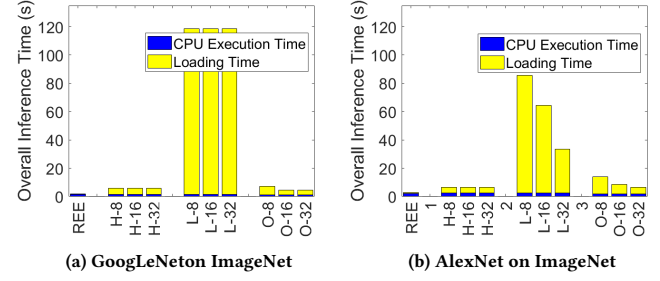 Overall Inference Time (s)
120
100
80
60
40
20
0
CPU Execution Time
Loading Time
REE
H-8
H-16
H-32
L-8
L-16
L-32
O-8
O-16
O-32
(a) GoogLeNeton ImageNet
Overall Inference Time (s)
120
100
80
60
40
20
0
CPU Execution Time
Loading Time
REE
1
H-8
H-16
H-32
2
L-8
L-16
L-32
3
O-8
O-16
O-32
(b) AlexNet on ImageNet